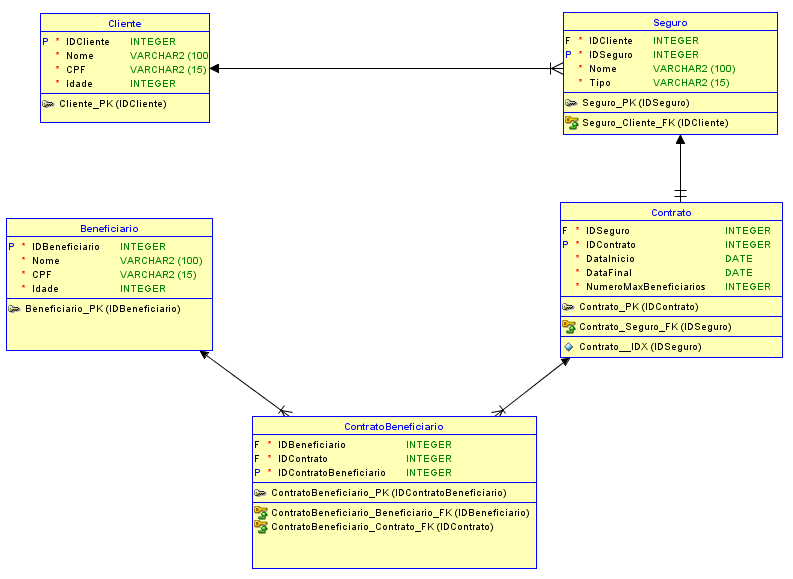 Cliente
P * IDCliente INTEGER
* Nome VARCHAR2 (100
* CPF VARCHAR2 (15)
* Idade INTEGER
Cliente_PK (IDCliente)
Seguro
F * IDCliente INTEGER
P * IDSeguro INTEGER
* Nome VARCHAR2 (100)
* Tipo VARCHAR2 (15)
Seguro_PK (IDSeguro)
Seguro_Cliente_FK (IDCliente)
Beneficiario
P * IDBeneficiario INTEGER
* Nome VARCHAR2 (100)
* CPF VARCHAR2 (15)
* Idade INTEGER
Beneficiario_PK (IDBeneficiario)
Contrato
F * IDSeguro INTEGER
P * IDContrato INTEGER
* DataInicio DATE
* DataFinal DATE
* NumeroMaxBeneficiarios INTEGER
Contrato_PK (IDContrato)
Contrato_Seguro_FK (IDSeguro)
Contrato__IDX (IDSeguro)
ContratoBeneficiario
F * IDBeneficiario INTEGER
F * IDContrato INTEGER
P * IDContratoBeneficiario INTEGER
ContratoBeneficiario_PK (IDContratoBeneficiario)
ContratoBeneficiario_Beneficiario_FK (IDBeneficiario)
ContratoBeneficiario_Contrato_FK (IDContrato)